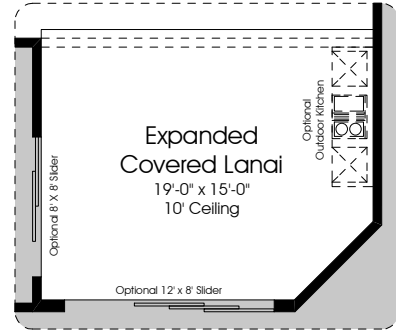 Optional
Outdoor Kitchen
Expanded
Covered Lanai
19'-0" x 15'-0"
10' Ceiling
Optional 8' X 8' Slider
Optional 12' x 8' Slider